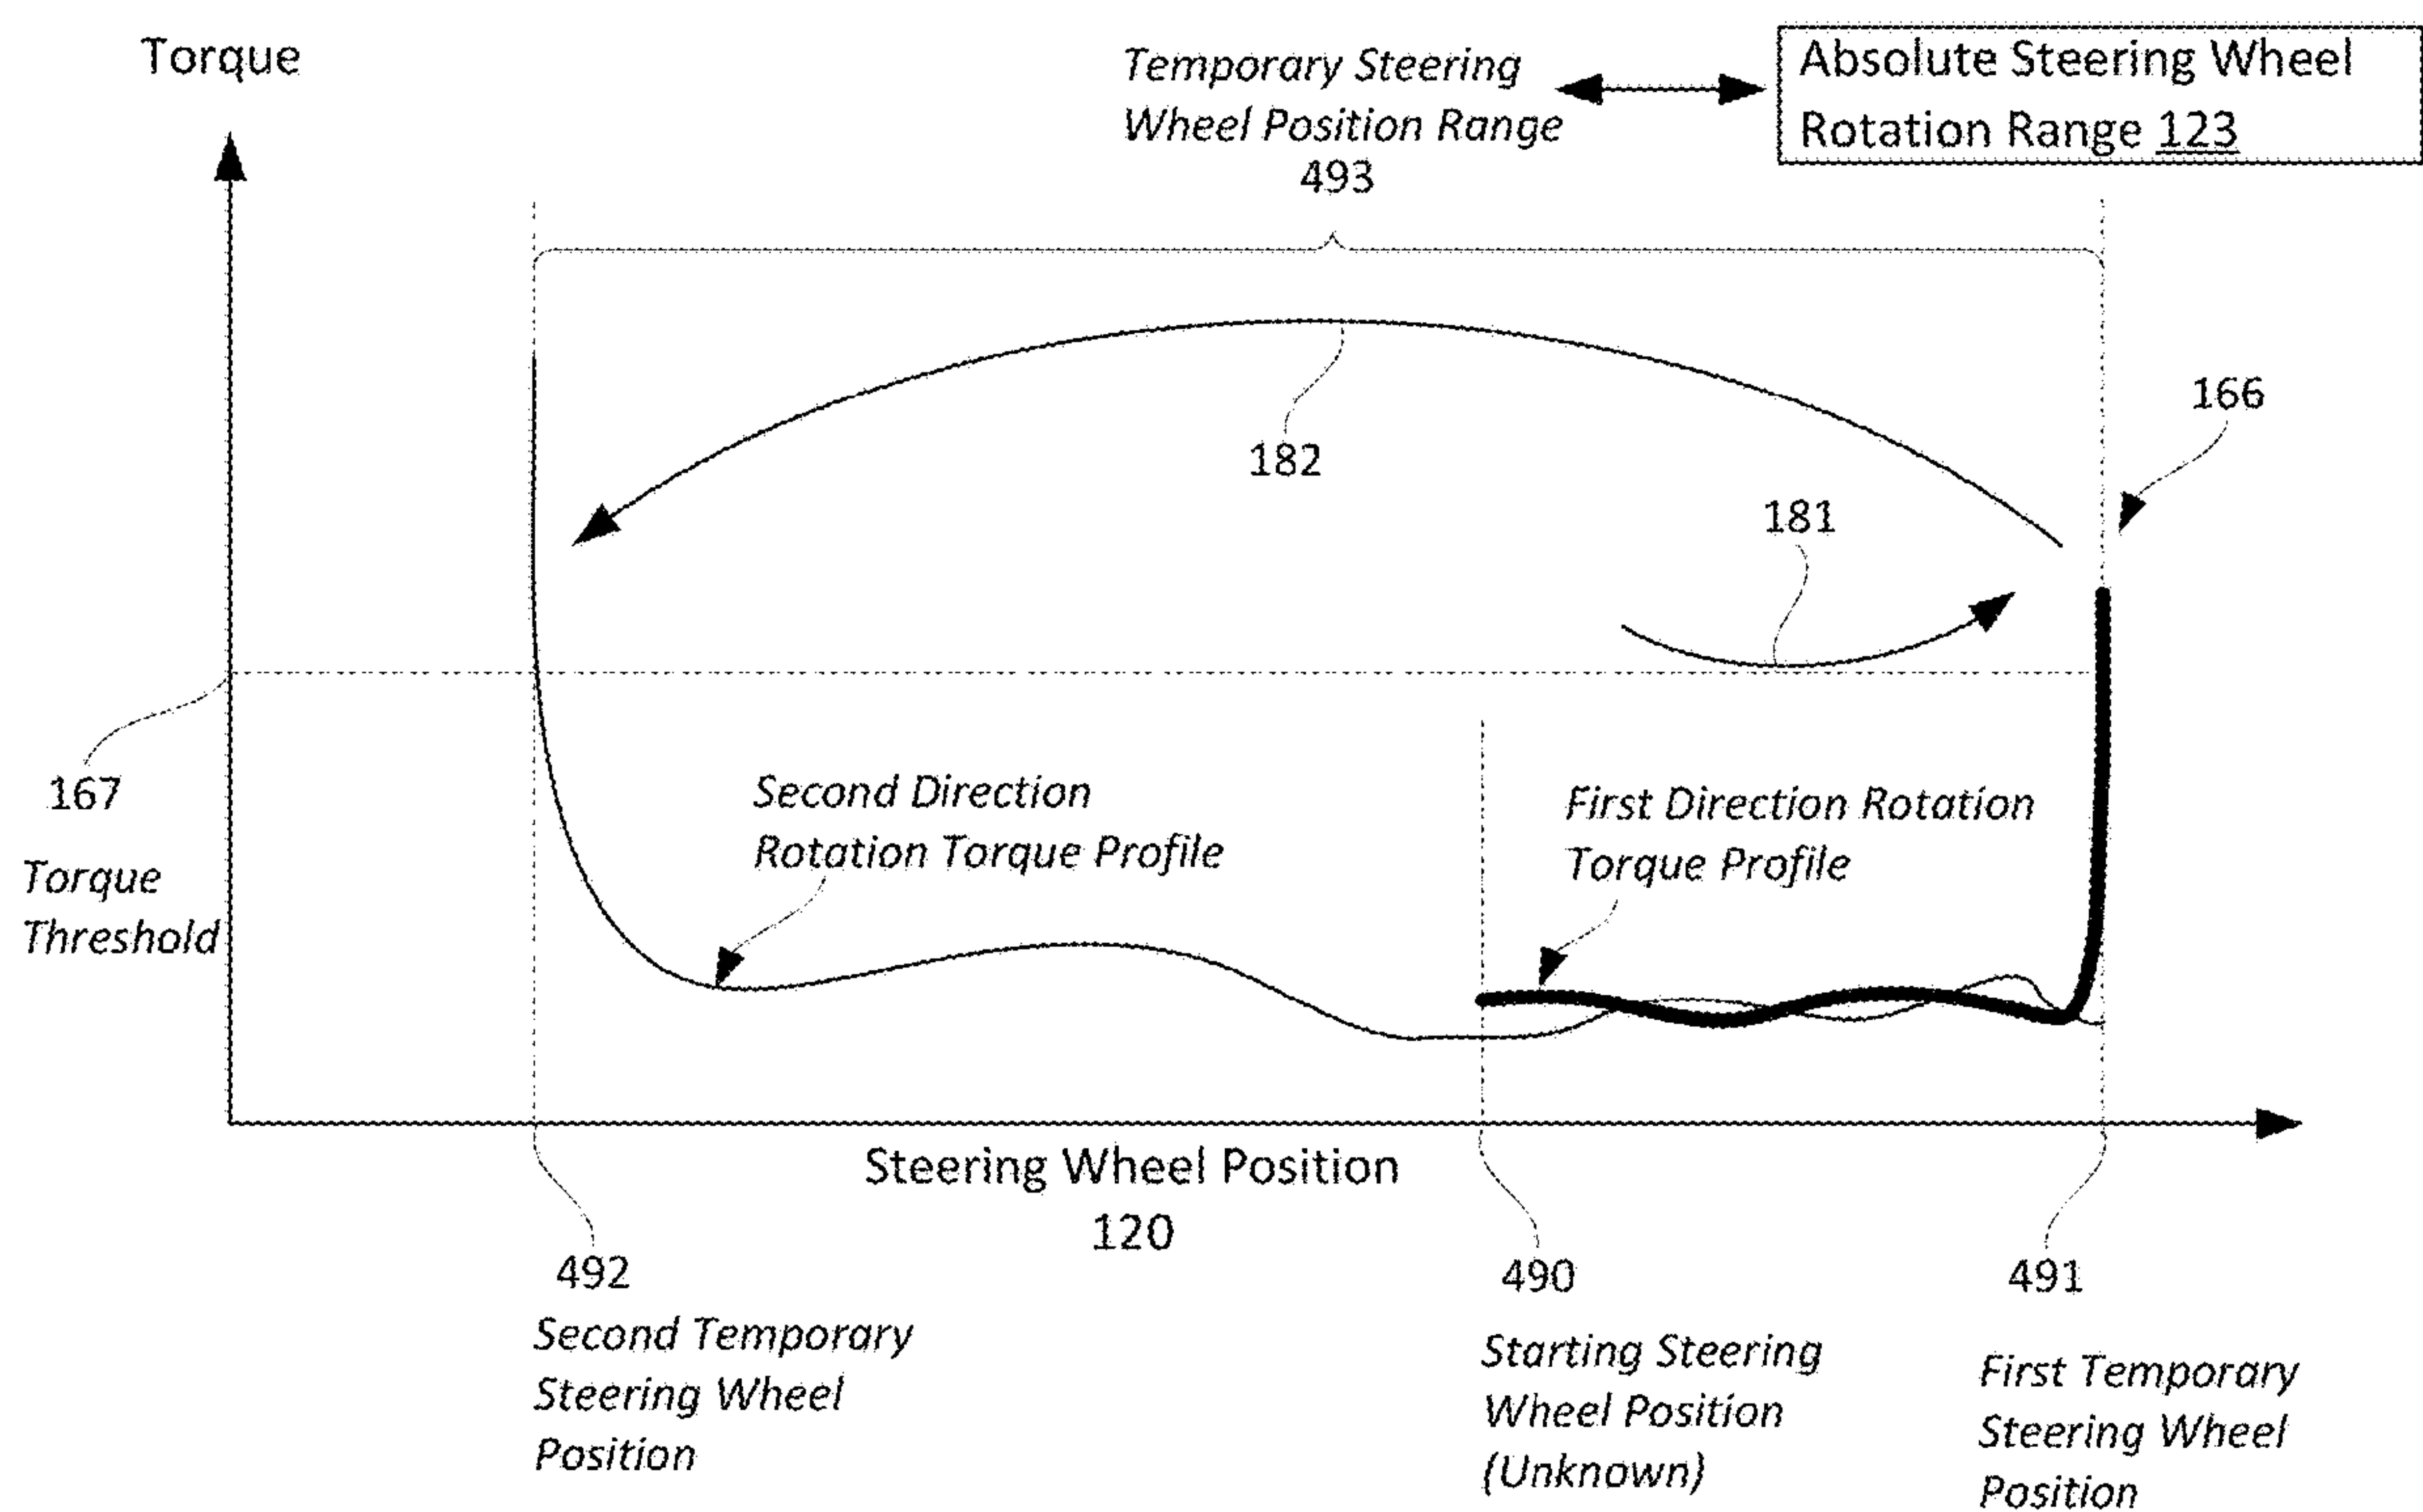 Torque
Temporary Steering
Wheel Position Range
493
Absolute Steering Wheel
Rotation Range 123
166
182
181
167
Torque
Threshold
Second Direction
Rotation Torque Profile
First Direction Rotation
Torque Profile
Steering Wheel Position
120
492
Second Temporary
Steering Wheel
Position
490
Starting Steering
Wheel Position
(Unknown)
491
First Temporary
Steering Wheel
Position